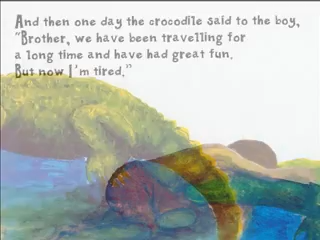 And then one day the crocodile said to the boy,
"Brother, we have been travelling for
a long time and have had great fun.
But now I'm tired."